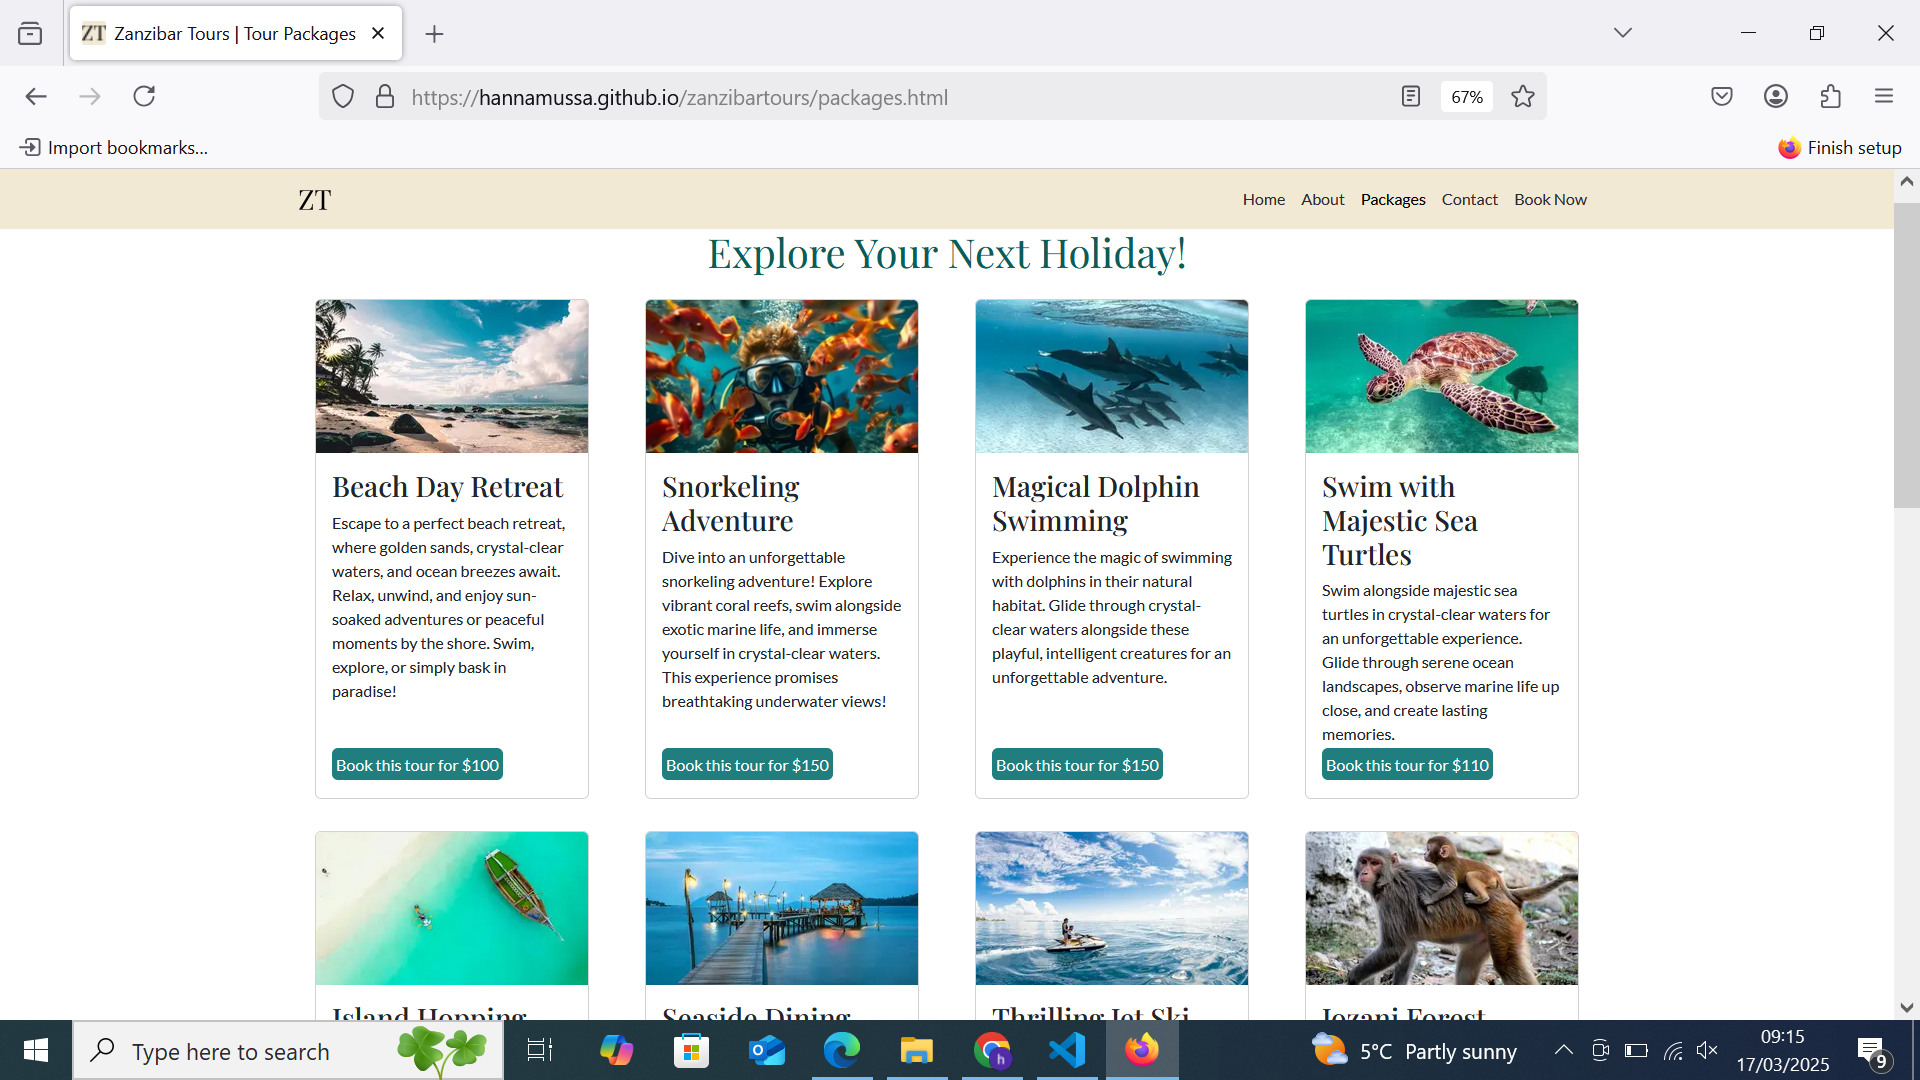 ZT Zanzibar Tours | Tour Packages
https://hannamussa.github.io/zanzibartours/packages.html
67%
Import bookmarks...
Finish setup
ZT
Home About Packages Contact Book Now
Explore Your Next Holiday!
Beach Day Retreat
Escape to a perfect beach retreat,
where golden sands, crystal-clear
waters, and ocean breezes await.
Relax, unwind, and enjoy sun-
soaked adventures or peaceful
moments by the shore. Swim,
explore, or simply bask in
paradise!
Book this tour for $100
Snorkeling
Adventure
Dive into an unforgettable
snorkeling adventure! Explore
vibrant coral reefs, swim alongside
exotic marine life, and immerse
yourself in crystal-clear waters.
This experience promises
breathtaking underwater views!
Book this tour for $150
Magical Dolphin
Swimming
Experience the magic of swimming
with dolphins in their natural
habitat. Glide through crystal-
clear waters alongside these
playful, intelligent creatures for an
unforgettable adventure.
Book this tour for $150
Swim with
Majestic Sea
Turtles
Swim alongside majestic sea
turtles in crystal-clear waters for
an unforgettable experience.
Glide through serene ocean
landscapes, observe marine life up
close, and create lasting
memories.
Book this tour for $110
Island Hopping
Seaside Dining
Thrilling Jet Ski
Jozani Forest
Type here to search
h
5°C Partly sunny
09:15
17/03/2025
9